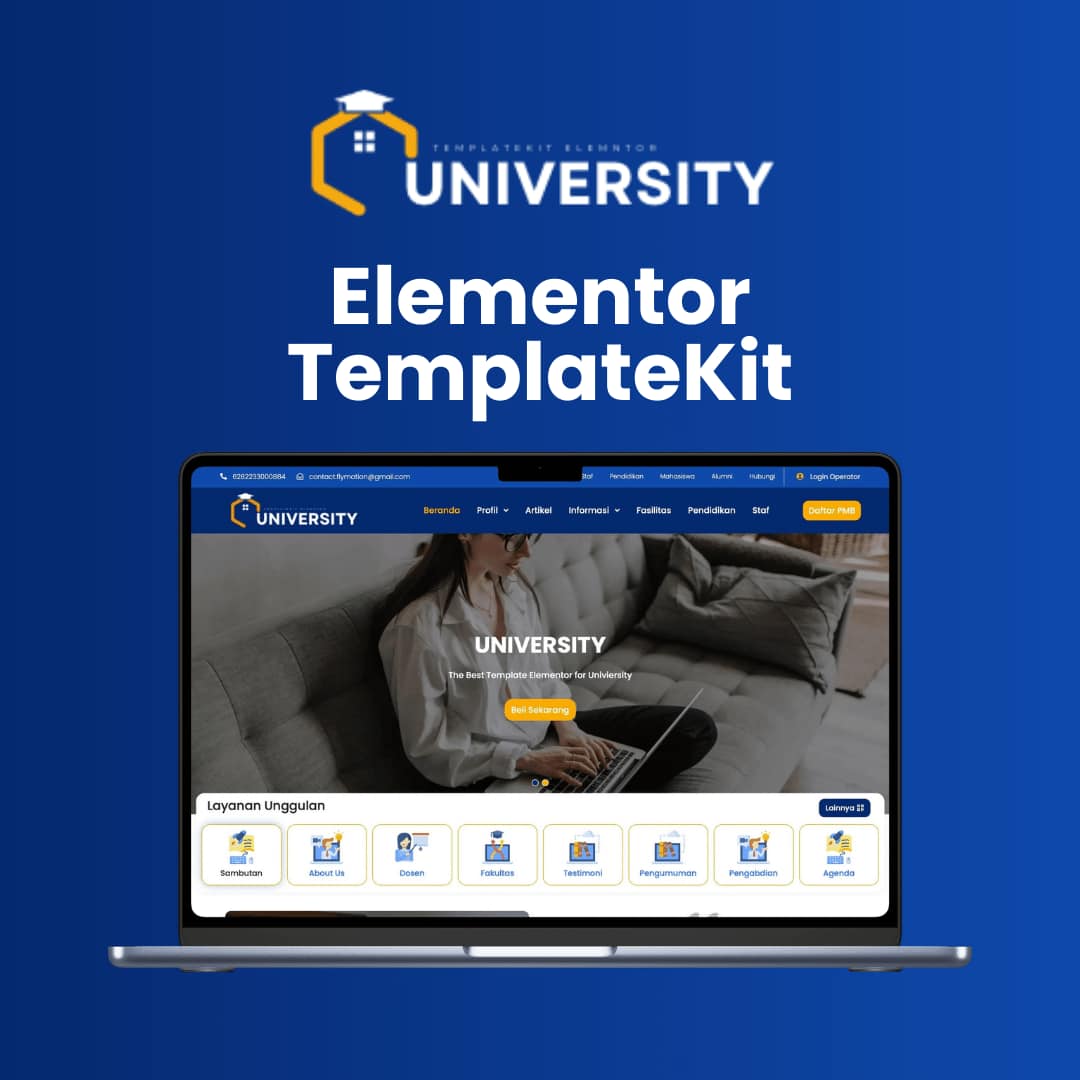 TEMPLATEKIT ELEMNTOR
UNIVERSITY
Elementor
TemplateKit
6282233000864 contact.flymotion@gmail.com Staf Pendidikan Mahasiswa Alumni Hubungi Login Operator
UNIVERSITY Beranda Profil Artikel Informasi Fasilitas Pendidikan Staf Daftar PMB
UNIVERSITY
The Best Template Elementor for Univiersity
Beli Sekarang
Layanan Unggulan Lainnya
Sambutan About Us Dosen Fakultas Testimoni Pengumuman Pengabdian Agenda